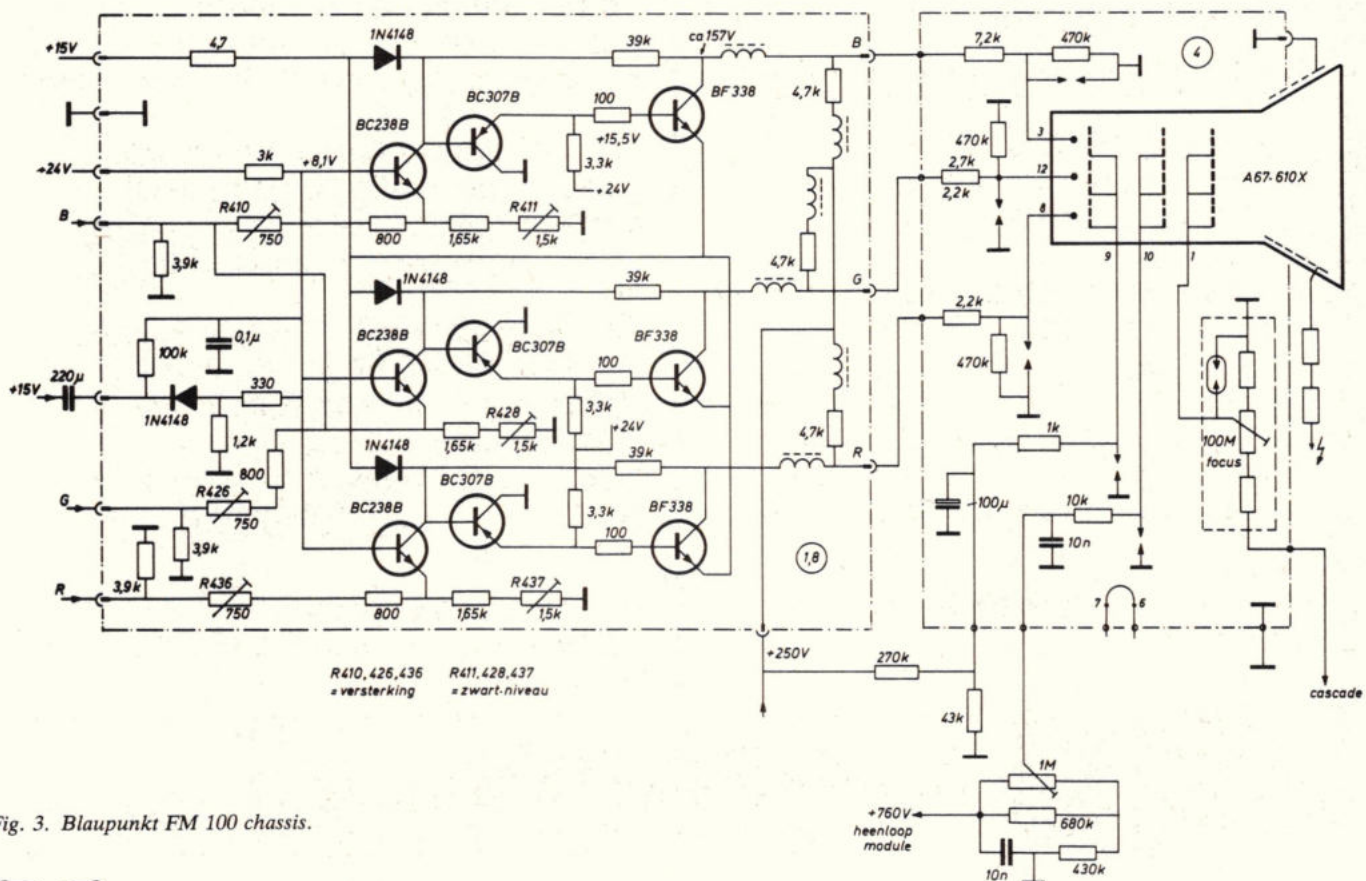 +15V
4,7
1N4148
39k
ca 157V
B
7,2k
470k
4
BC238B
BC307B
100
BF338
4,7k
+15,5V
3,3k
+24V
+24V
3k
+8,1V
B
R410
750
800
1,65k
R411
1,5k
3,9k
470k
2,7k
2,2k
3
12
8
A67-610X
9
10
1
4,7k
1N4148
39k
G
BC238B
BC307B
BF338
100k
0,1µ
100
2,2k
470k
+15V
220µ
1N4148
330
1,2k
3,3k
R428
1,65k
1,5k
+24V
4,7k
1k
100M
focus
800
1N4148
39k
R
G
R426
750
BC238B
BC307B
3,3k
BF338
100
100µ
10k
10n
3,9k
3,9k
R
R436
750
800
1,65k
R437
1,5k
1,8
7
6
+250V
270k
R410, 426, 436
= versterking
R411, 428, 437
= zwart-niveau
43k
cascade
1M
+760V
heenloop
module
680k
10n
430k
Fig. 3. Blaupunkt FM 100 chassis.